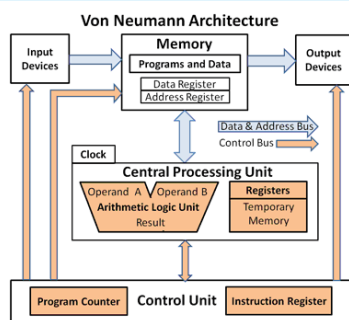 Von Neumann Architecture
Input
Devices
Memory
Programs and Data
Data Register
Address Register
Output
Devices
Data & Address Bus
Control Bus
Clock
Central Processing Unit
Operand A
Operand B
Arithmetic Logic Unit
Result
Registers
Temporary
Memory
Program Counter
Control Unit
Instruction Register